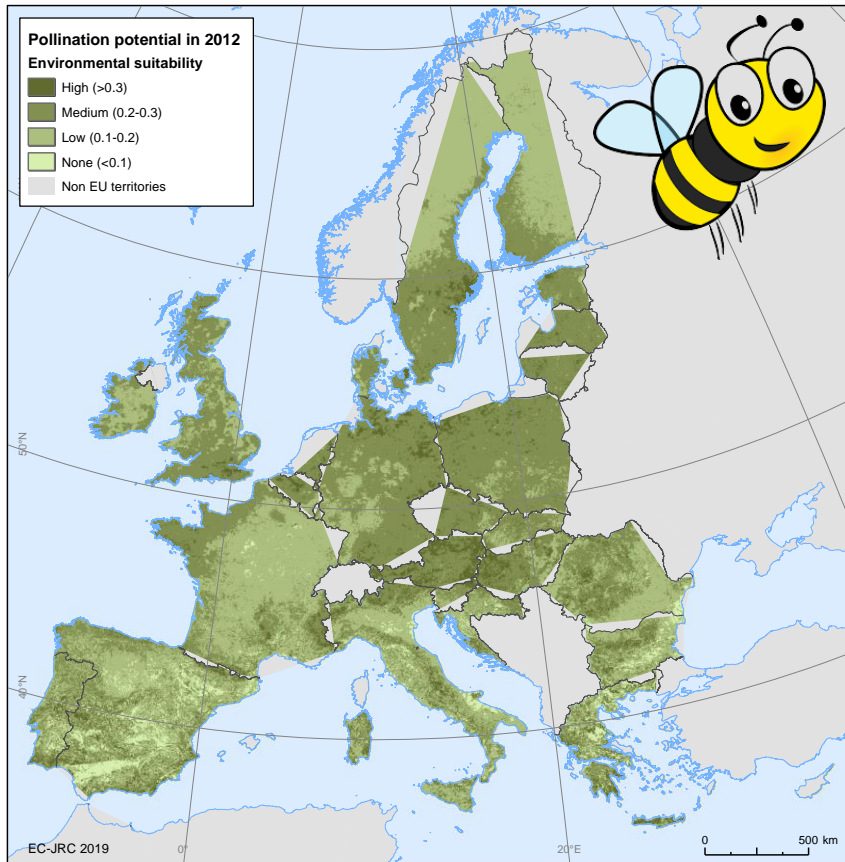 Pollination potential in 2012
Environmental suitability
High (>0.3)
Medium (0.2-0.3)
Low (0.1-0.2)
None (<0.1)
Non EU territories
50°N
40°N
EC-JRC 2019
0°
20°E
0
500 km